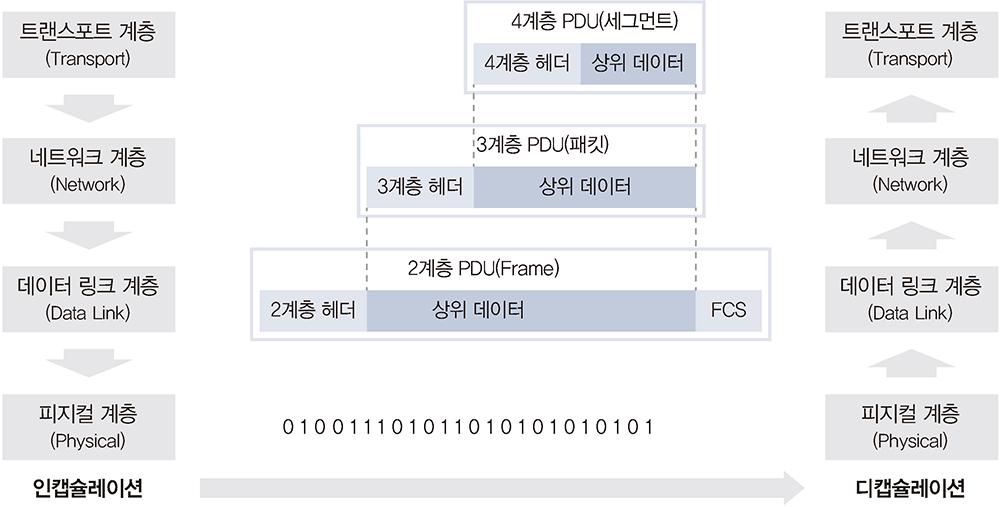 트랜스포트 계층
(Transport)
네트워크 계층
(Network)
데이터 링크 계층
(Data Link)
피지컬 계층
(Physical)
인캡슐레이션
4계층 PDU(세그먼트)
4계층 헤더 상위 데이터
3계층 PDU(패킷)
3계층 헤더 상위 데이터
2계층 PDU(Frame)
2계층 헤더 상위 데이터 FCS
0 1 0 0 1 1 1 0 1 0 1 1 0 1 0 1 0 1 0 1 0 1 0 1
트랜스포트 계층
(Transport)
네트워크 계층
(Network)
데이터 링크 계층
(Data Link)
피지컬 계층
(Physical)
디캡슐레이션